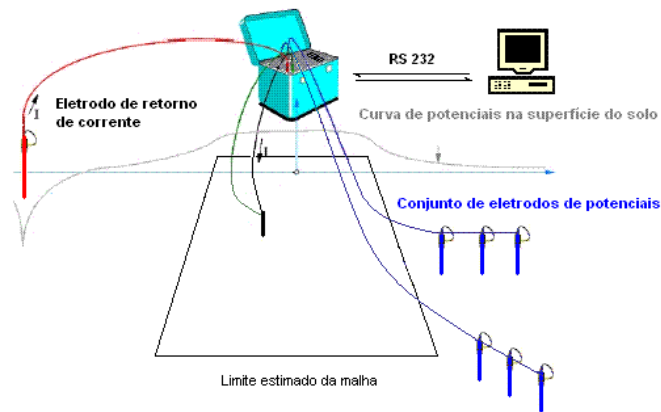 RS 232
Eletrodo de retorno
de corrente
I
Curva de potenciais na superfície do solo
I
Conjunto de eletrodos de potenciais
Limite estimado da malha